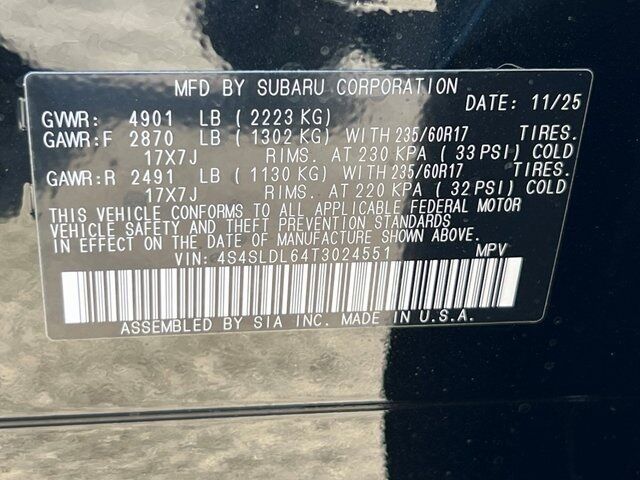 MFD BY SUBARU CORPORATION
DATE: 11/25
GVWR: 4901 LB ( 2223 KG)
GAWR:F 2870 LB ( 1302 KG) WITH 235/60R17 TIRES.
17X7J RIMS. AT 230 KPA ( 33 PSI) COLD
GAWR:R 2491 LB ( 1130 KG) WITH 235/60R17 TIRES.
17X7J RIMS. AT 220 KPA ( 32 PSI) COLD
THIS VEHICLE CONFORMS TO ALL APPLICABLE FEDERAL MOTOR
VEHICLE SAFETY AND THEFT PREVENTION STANDARDS
IN EFFECT ON THE DATE OF MANUFACTURE SHOWN ABOVE.
VIN: 4S4SLDL64T3024551 MPV
ASSEMBLED BY SIA INC. MADE IN U.S.A.